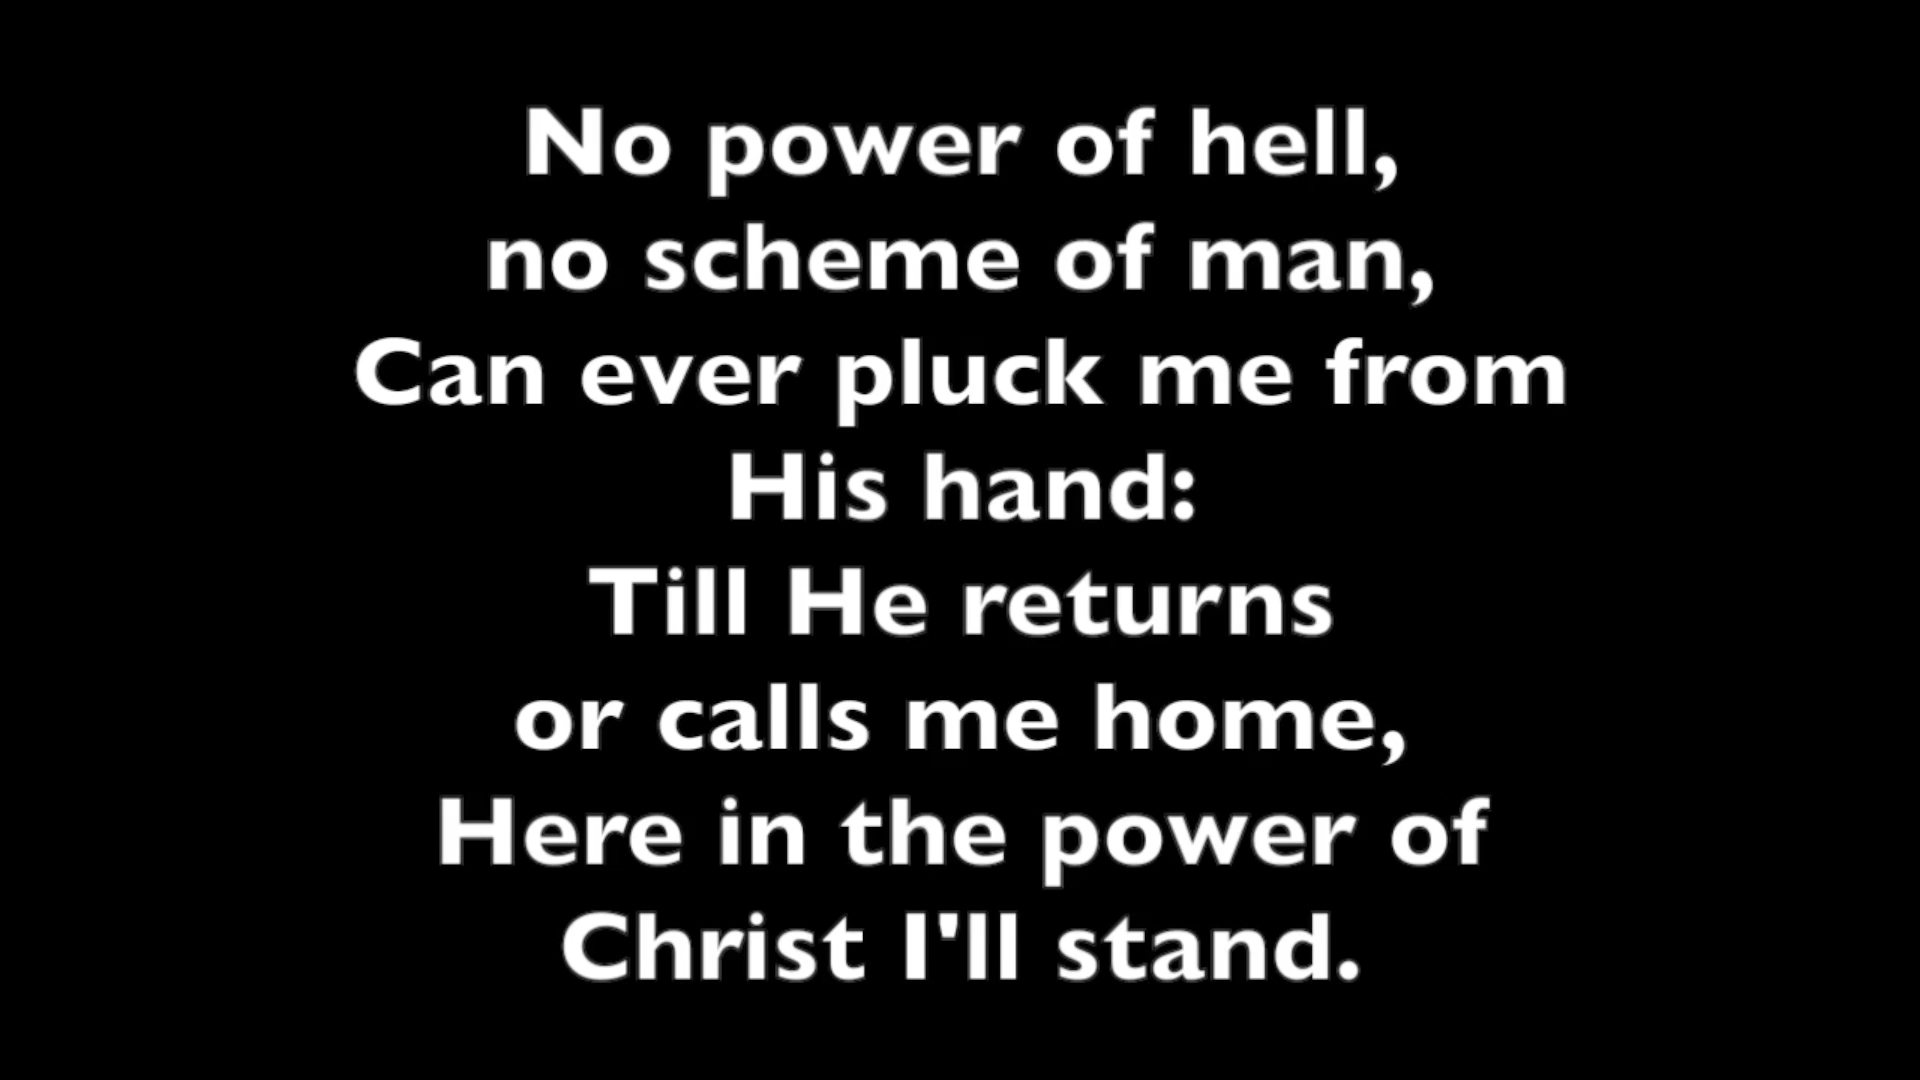 No power of hell,
no scheme of man,
Can ever pluck me from
His hand:
Till He returns
or calls me home,
Here in the power of
Christ I'll stand.